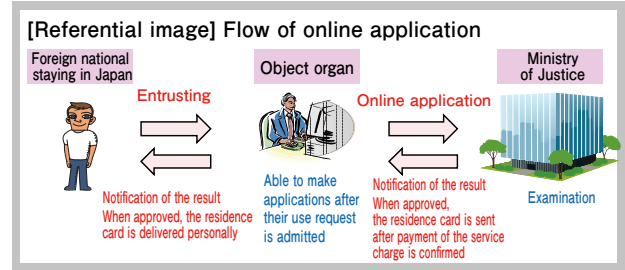 [Referential image] Flow of online application
Foreign national
staying in Japan
Object organ
Ministry
of Justice
Entrusting
Online application
Notification of the result
When approved, the residence
card is delivered personally
Able to make
applications after
their use request
is admitted
Notification of the result
When approved,
the residence card is sent
after payment of the service
charge is confirmed
Examination